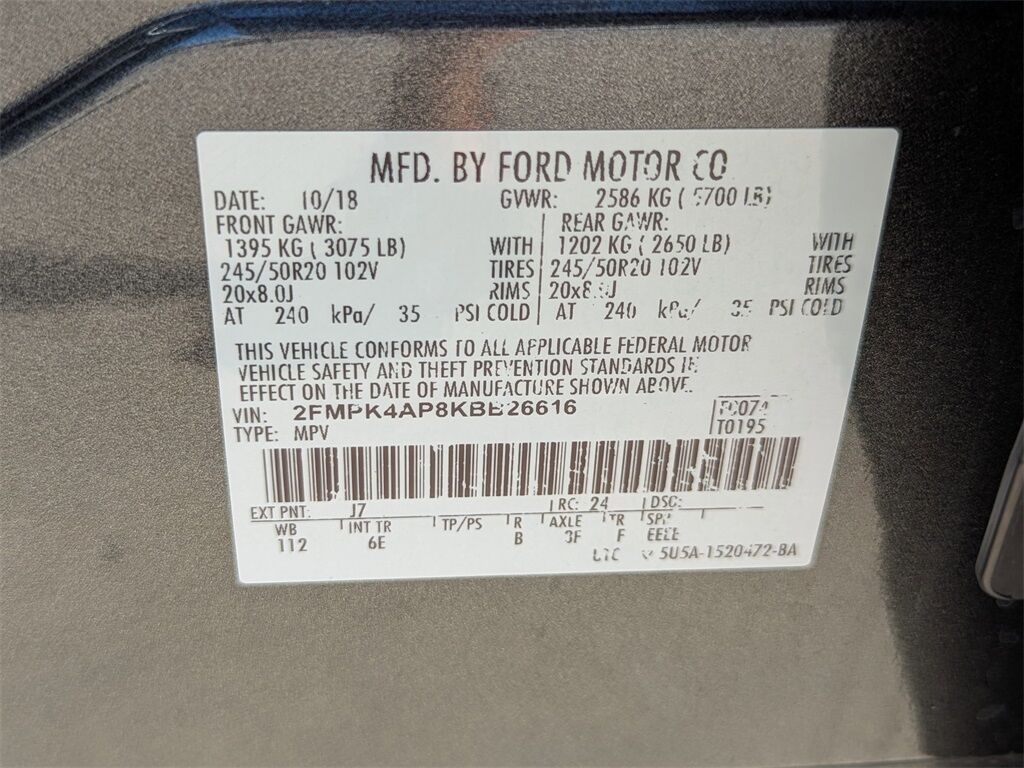 MFD. BY FORD MOTOR CO
DATE: 10/18 GVWR: 2586 KG ( 5700 LB)
FRONT GAWR: REAR GAWR:
1395 KG ( 3075 LB) WITH 1202 KG ( 2650 LB) WITH
245/50R20 102V TIRES 245/50R20 102V TIRES
20x8.0J RIMS 20x8.0J RIMS
AT 240 kPa/ 35 PSI COLD AT 240 kPa/ 35 PSI COLD
THIS VEHICLE CONFORMS TO ALL APPLICABLE FEDERAL MOTOR
VEHICLE SAFETY AND THEFT PREVENTION STANDARDS IN
EFFECT ON THE DATE OF MANUFACTURE SHOWN ABOVE.
VIN: 2FMPK4AP8KBB26616
TYPE: MPV T0195
EXT PNT: J7 RC: 24 DSO:
WB INT TR TP/PS R AXLE TR SPR
112 6E B 3F F EEEE
UTC 5U5A-1520472-BA